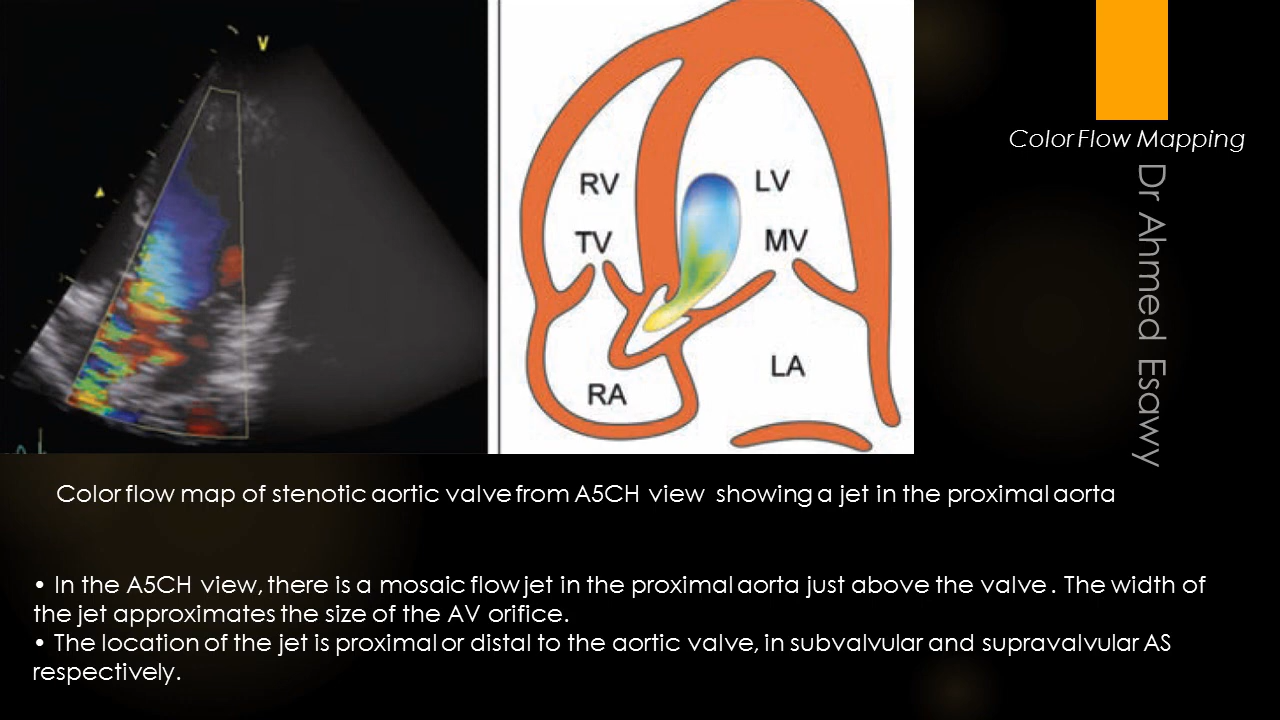 V
Color Flow Mapping
Dr Ahmed Esawy
RV
LV
TV
MV
RA
LA
Color flow map of stenotic aortic valve from A5CH view showing a jet in the proximal aorta
• In the A5CH view, there is a mosaic flow jet in the proximal aorta just above the valve . The width of
the jet approximates the size of the AV orifice.
• The location of the jet is proximal or distal to the aortic valve, in subvalvular and supravalvular AS
respectively.